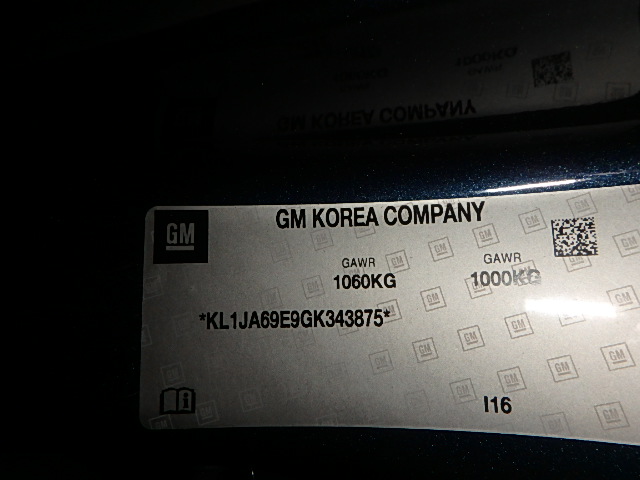 GM
GM KOREA COMPANY
GAWR
1060KG
GAWR
1000KG
*KL1JA69E9GK343875*
I16